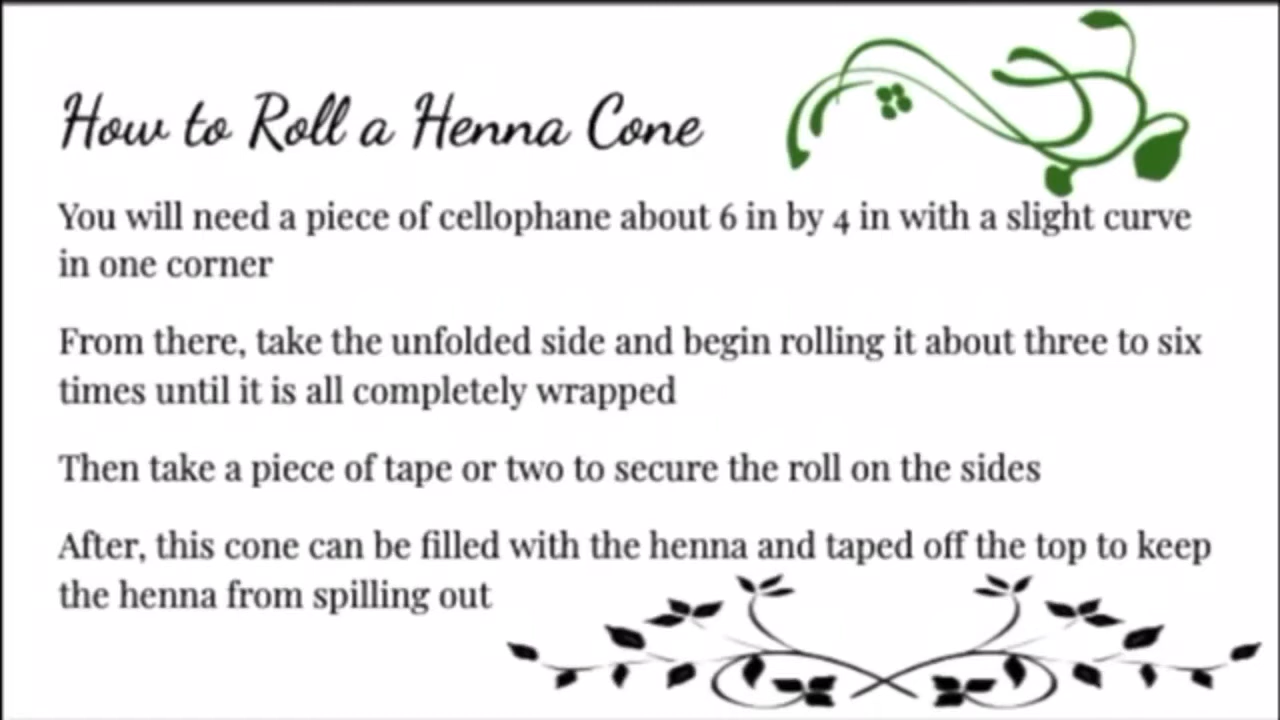 How to Roll a Henna Cone
You will need a piece of cellophane about 6 in by 4 in with a slight curve
in one corner
From there, take the unfolded side and begin rolling it about three to six
times until it is all completely wrapped
Then take a piece of tape or two to secure the roll on the sides
After, this cone can be filled with the henna and taped off the top to keep
the henna from spilling out